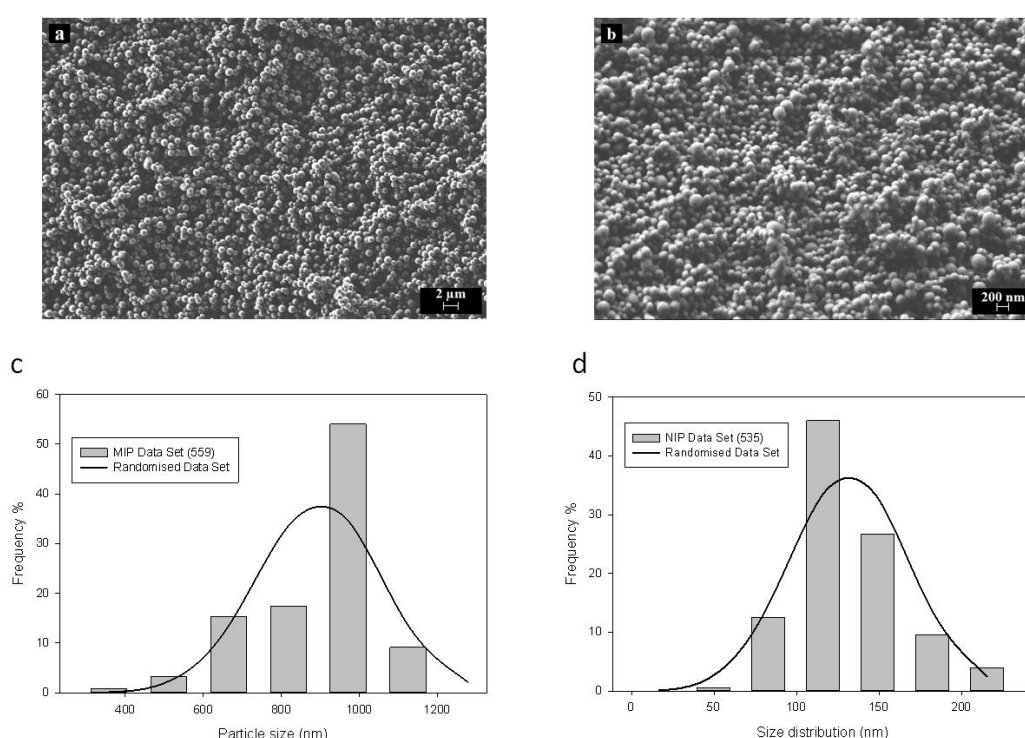 a
2 µm
b
200 nm
c
60
50
40
30
20
10
0
Frequency %
MIP Data Set (559)
Randomised Data Set
400 600 800 1000 1200
Particle size (nm)
d
50
40
30
20
10
0
Frequency %
NIP Data Set (535)
Randomised Data Set
0 50 100 150 200
Size distribution (nm)